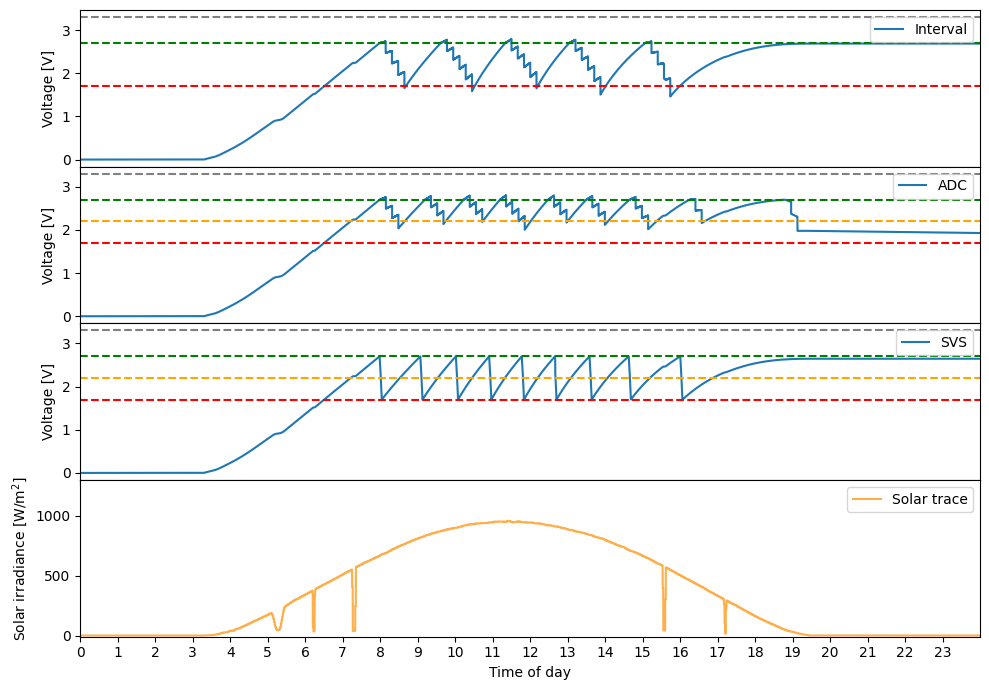 Voltage [V]
3
2
1
0
Interval
Voltage [V]
3
2
1
0
ADC
Voltage [V]
3
2
1
0
SVS
Solar irradiance [W/m²]
1000
500
0
Solar trace
0 1 2 3 4 5 6 7 8 9 10 11 12 13 14 15 16 17 18 19 20 21 22 23
Time of day